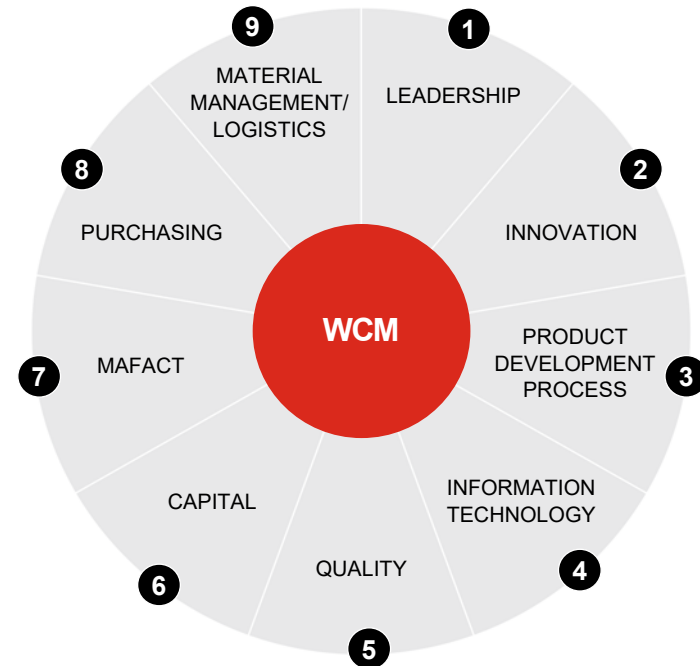 1
LEADERSHIP
2
INNOVATION
3
PRODUCT
DEVELOPMENT
PROCESS
4
INFORMATION
TECHNOLOGY
5
QUALITY
6
CAPITAL
7
MAFACT
8
PURCHASING
9
MATERIAL
MANAGEMENT/
LOGISTICS
WCM